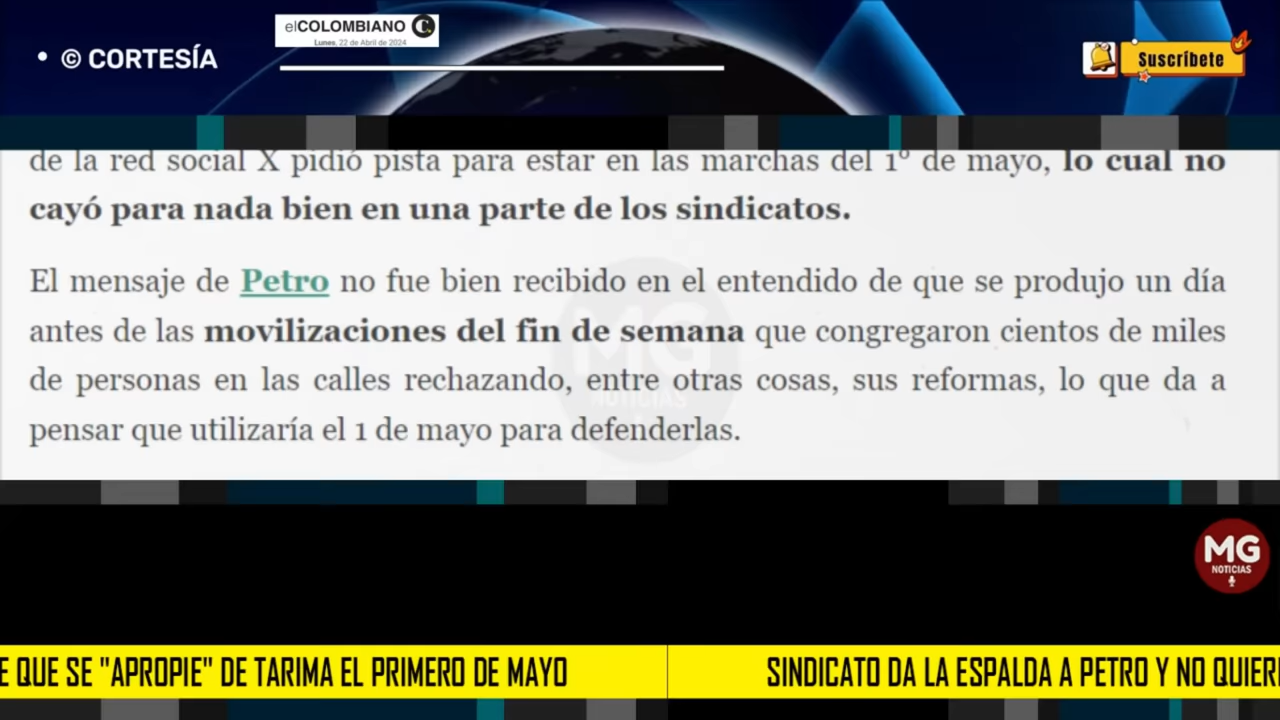 elCOLOMBIANO
Lunes, 22 de Abril de 2024
• © CORTESÍA
Suscríbete
de la red social X pidió pista para estar en las marchas del 1º de mayo, lo cual no
cayó para nada bien en una parte de los sindicatos.
El mensaje de Petro no fue bien recibido en el entendido de que se produjo un día
antes de las movilizaciones del fin de semana que congregaron cientos de miles
de personas en las calles rechazando, entre otras cosas, sus reformas, lo que da a
pensar que utilizaría el 1 de mayo para defenderlas.
MG
NOTICIAS
MG
NOTICIAS
E QUE SE "APROPIE" DE TARIMA EL PRIMERO DE MAYO
SINDICATO DA LA ESPALDA A PETRO Y NO QUIER